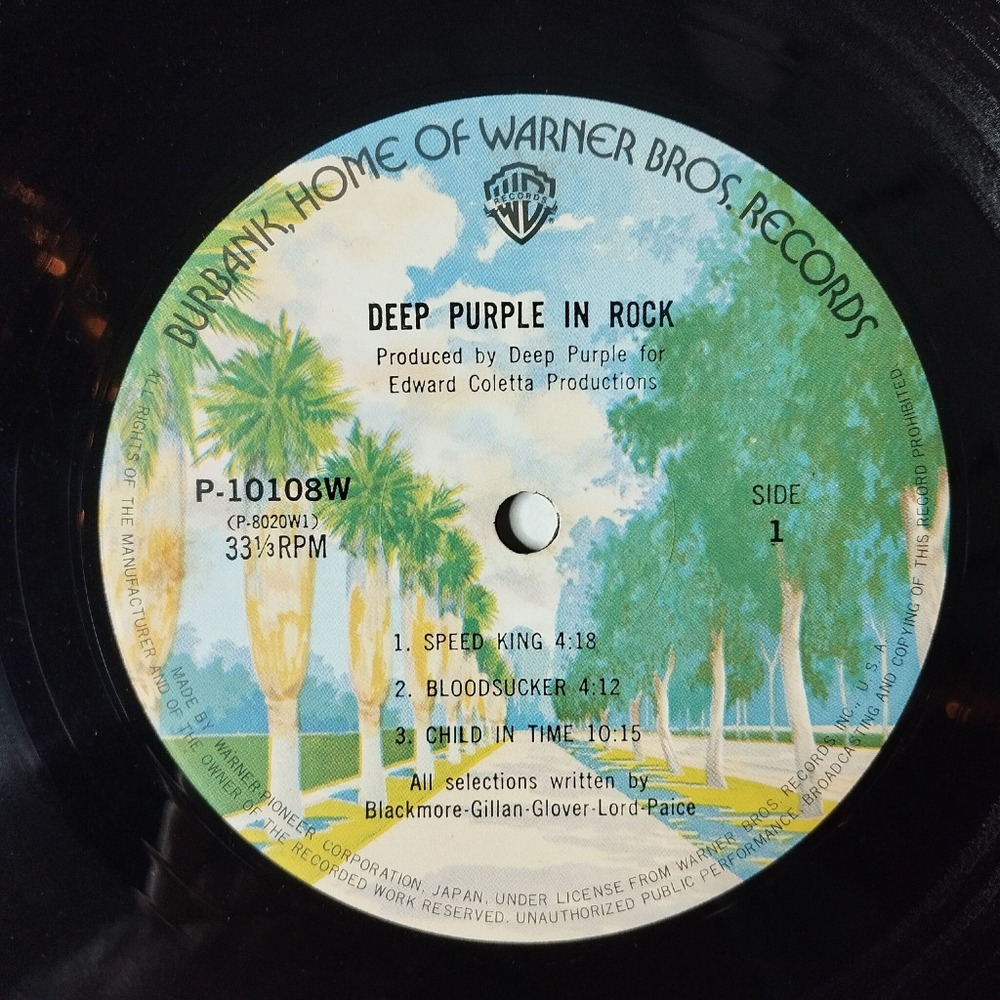 BURBANK, HOME OF WARNER BROS. RECORDS
RECORDS
DEEP PURPLE IN ROCK
Produced by Deep Purple for
Edward Coletta Productions
P-10108W
(P-8020W1)
33⅓RPM
SIDE
1
1. SPEED KING 4:18
2. BLOODSUCKER 4:12
3. CHILD IN TIME 10:15
All selections written by
Blackmore-Gillan-Glover-Lord-Paice
MADE BY WARNER-PIONEER CORPORATION, JAPAN, UNDER LICENSE FROM WARNER BROS. RECORDS INC., U. S. A
ALL RIGHTS OF THE MANUFACTURER AND OF THE OWNER OF THE RECORDED WORK RESERVED. UNAUTHORIZED PUBLIC PERFORMANCE, BROADCASTING AND COPYING OF THIS RECORD PROHIBITED